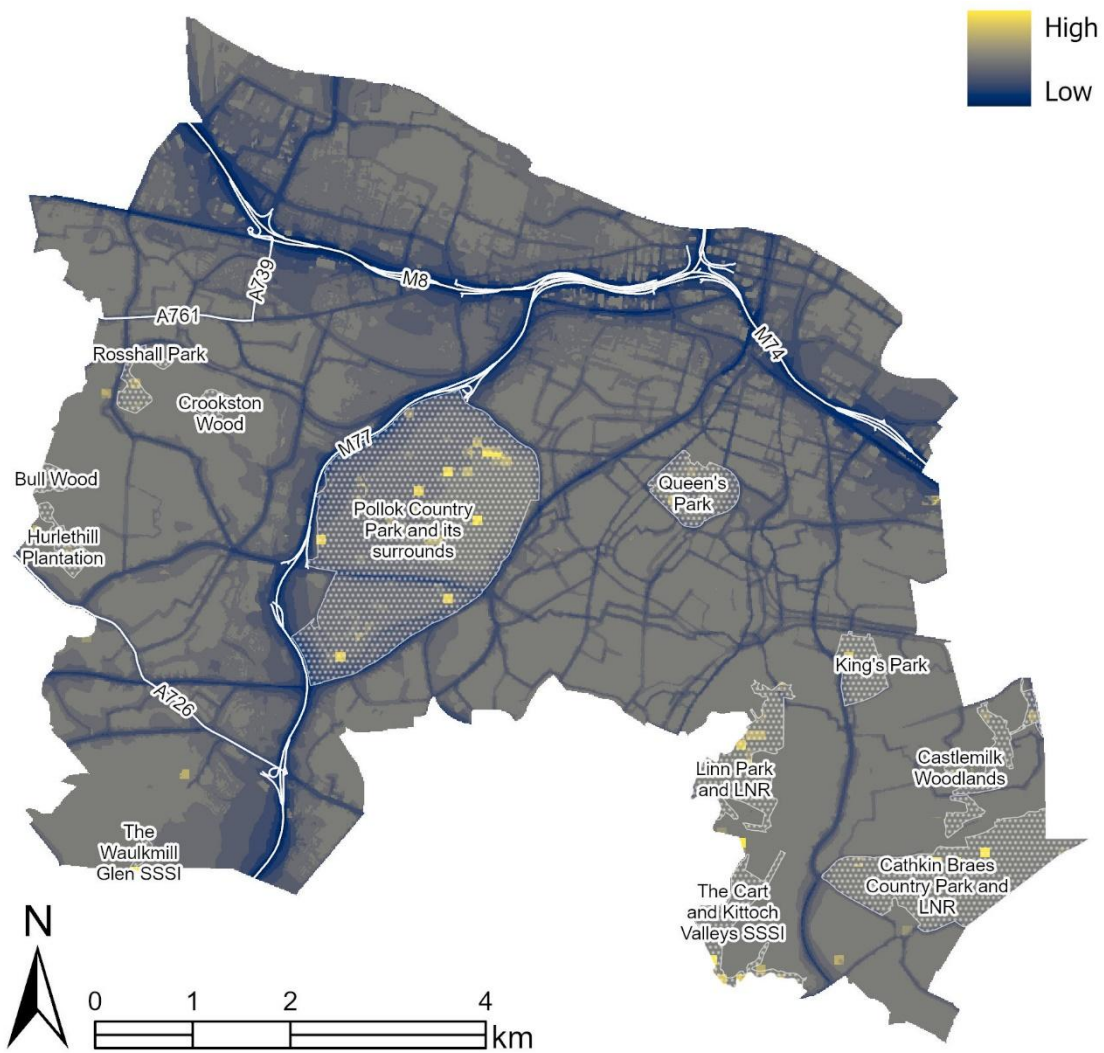 High
Low
M8
A739
A761
M74
Rosshall Park
Crookston
Wood
M77
Bull Wood
Queen's
Park
Pollok Country
Park and its
surrounds
Hurlethill
Plantation
King's Park
A726
Castlemilk
Woodlands
Linn Park
and LNR
The
Waulkmill
Glen SSSI
Cathkin Braes
Country Park and
LNR
The Cart
and Kittoch
Valleys SSSI
N
0 1 2 4
km